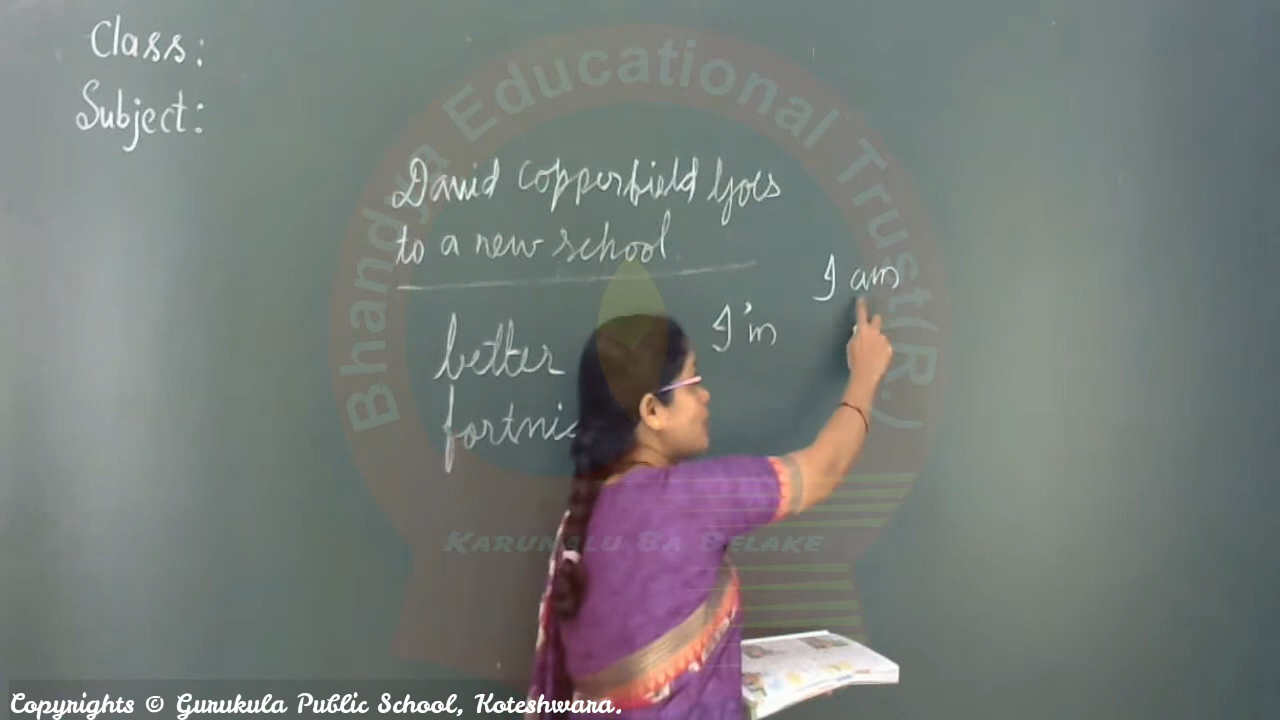 Class:
Subject:
David Copperfield Goes
to a new school
I am
I'm
better
Bhandya Educational Trust(R.)
KARUNALU BA BELAKE
Copyrights © Gurukula Public School, Koteshwara.